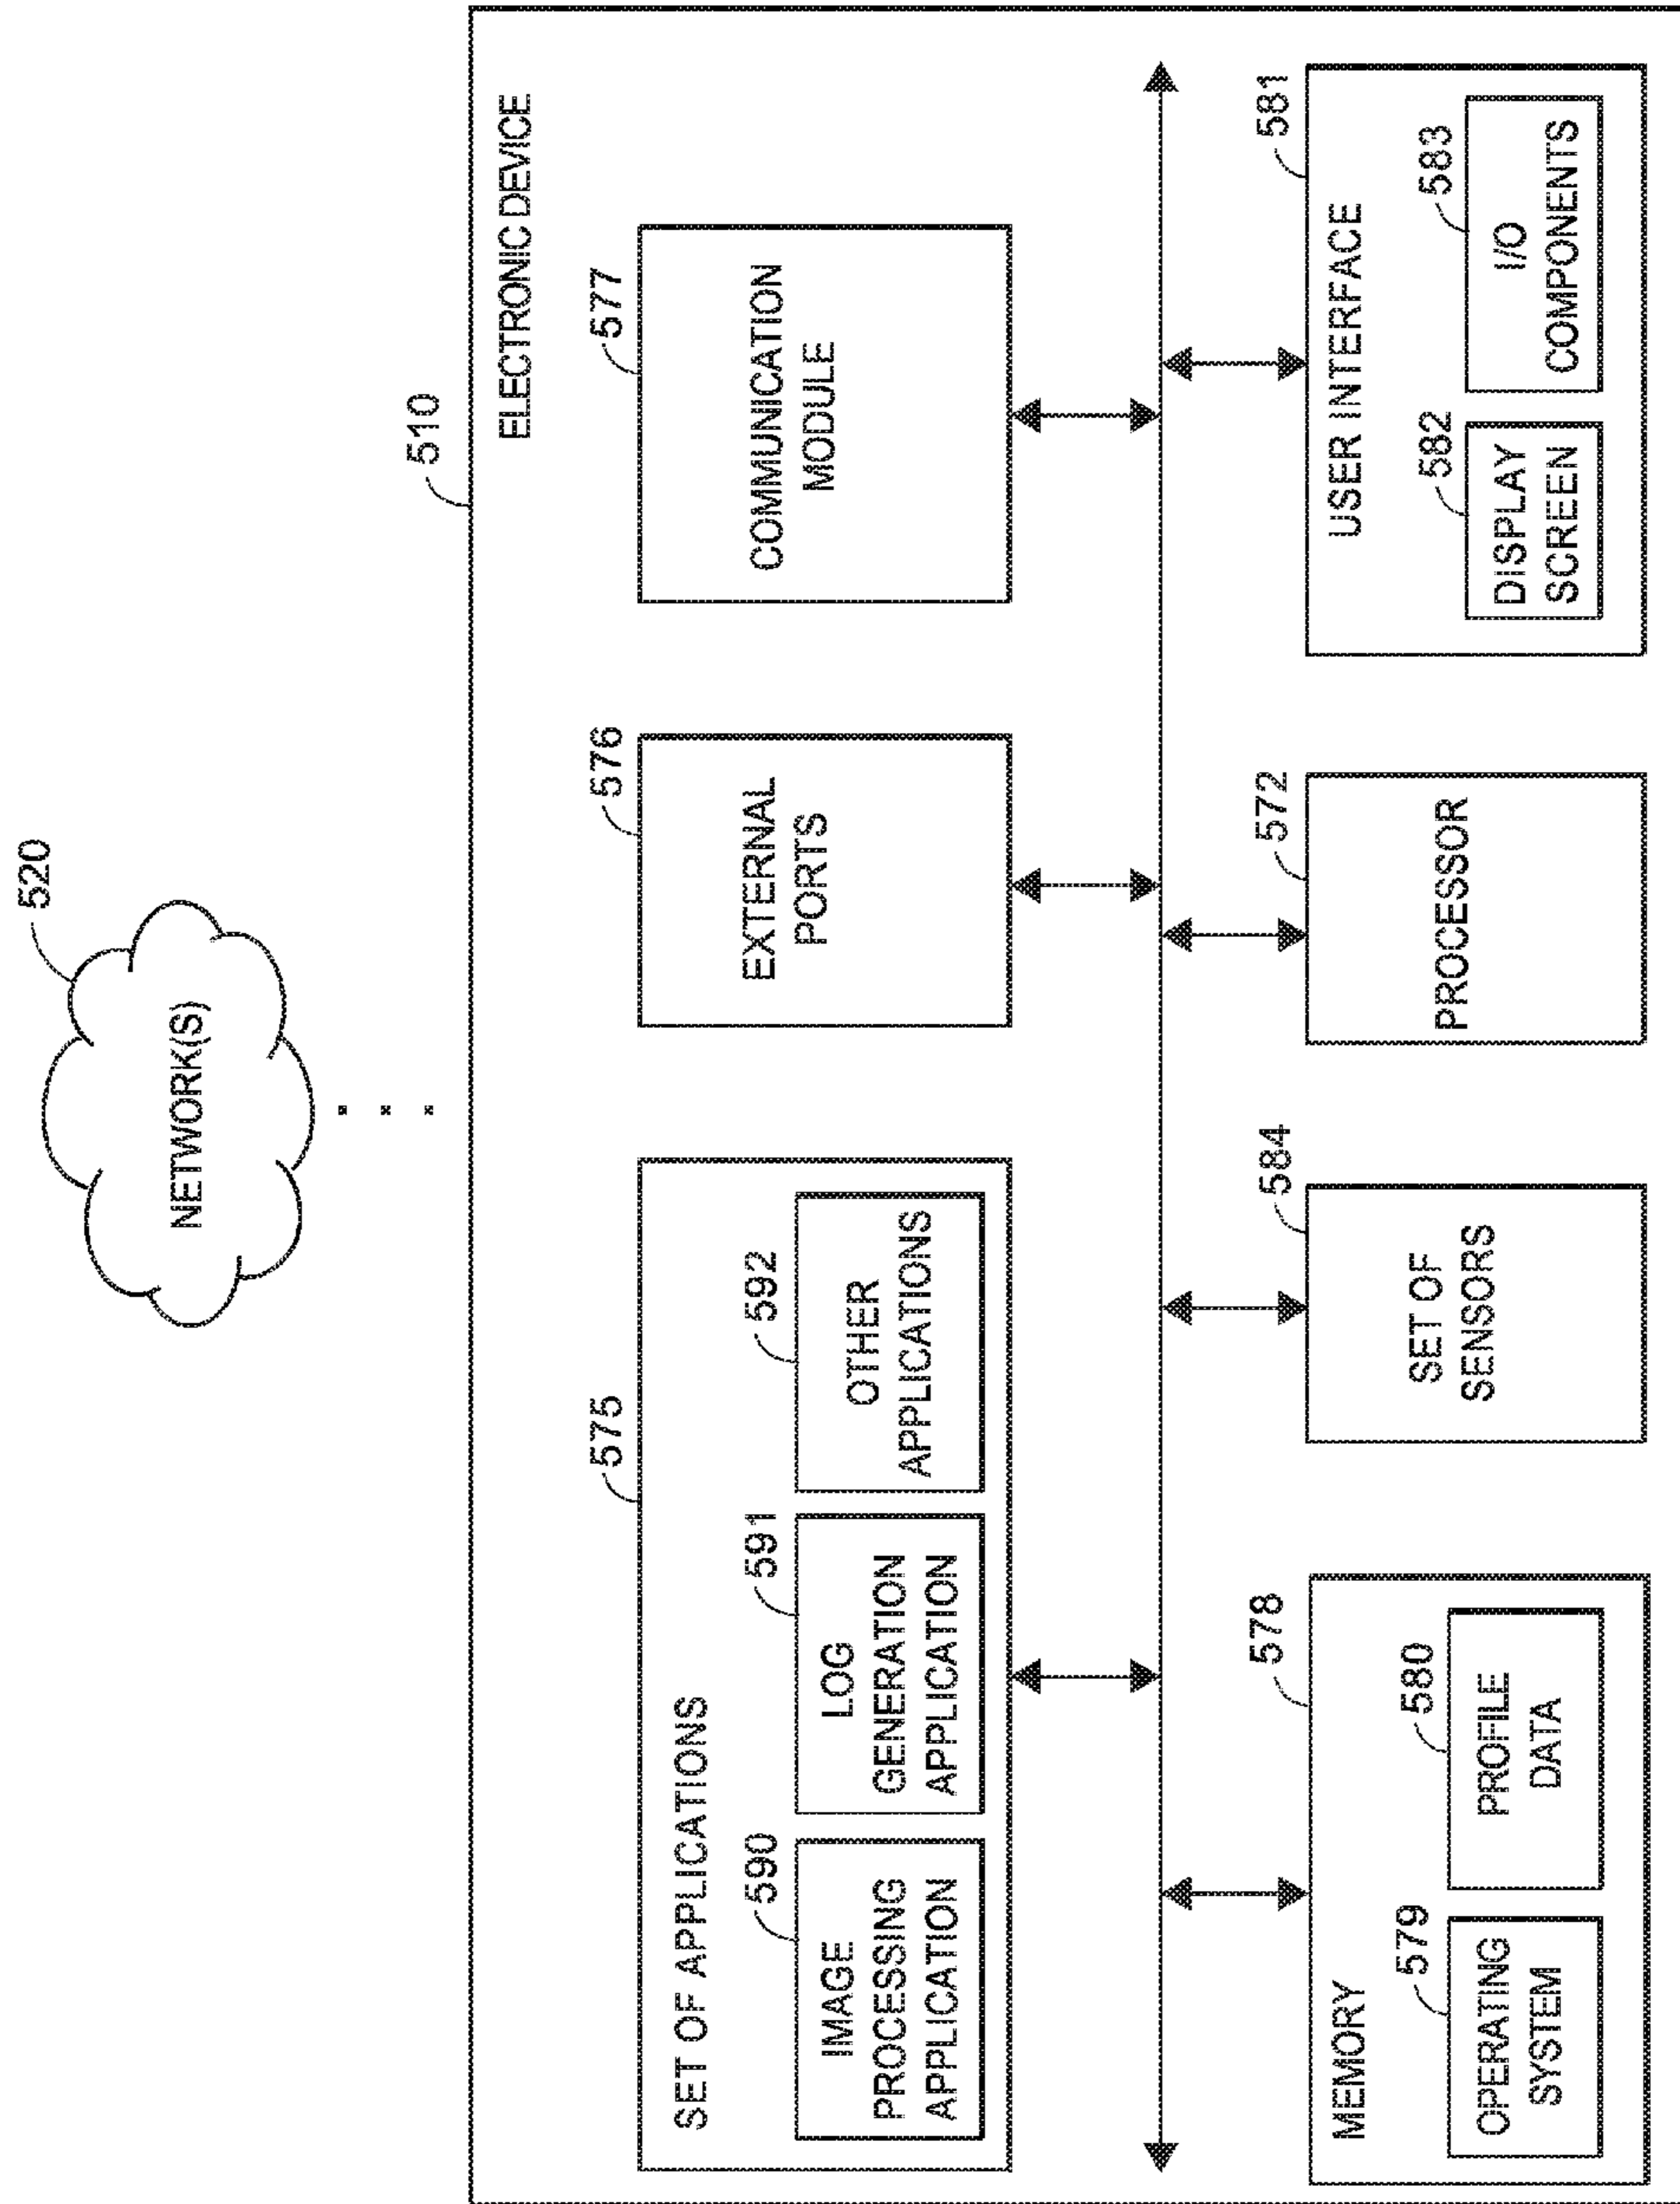 520
NETWORK(S)
510
ELECTRONIC DEVICE
575
SET OF APPLICATIONS
590
IMAGE
PROCESSING
APPLICATION
591
LOG
GENERATION
APPLICATION
592
OTHER
APPLICATIONS
576
EXTERNAL
PORTS
577
COMMUNICATION
MODULE
578
MEMORY
579
OPERATING
SYSTEM
580
PROFILE
DATA
584
SET OF
SENSORS
572
PROCESSOR
581
USER INTERFACE
582
DISPLAY
SCREEN
583
I/O
COMPONENTS